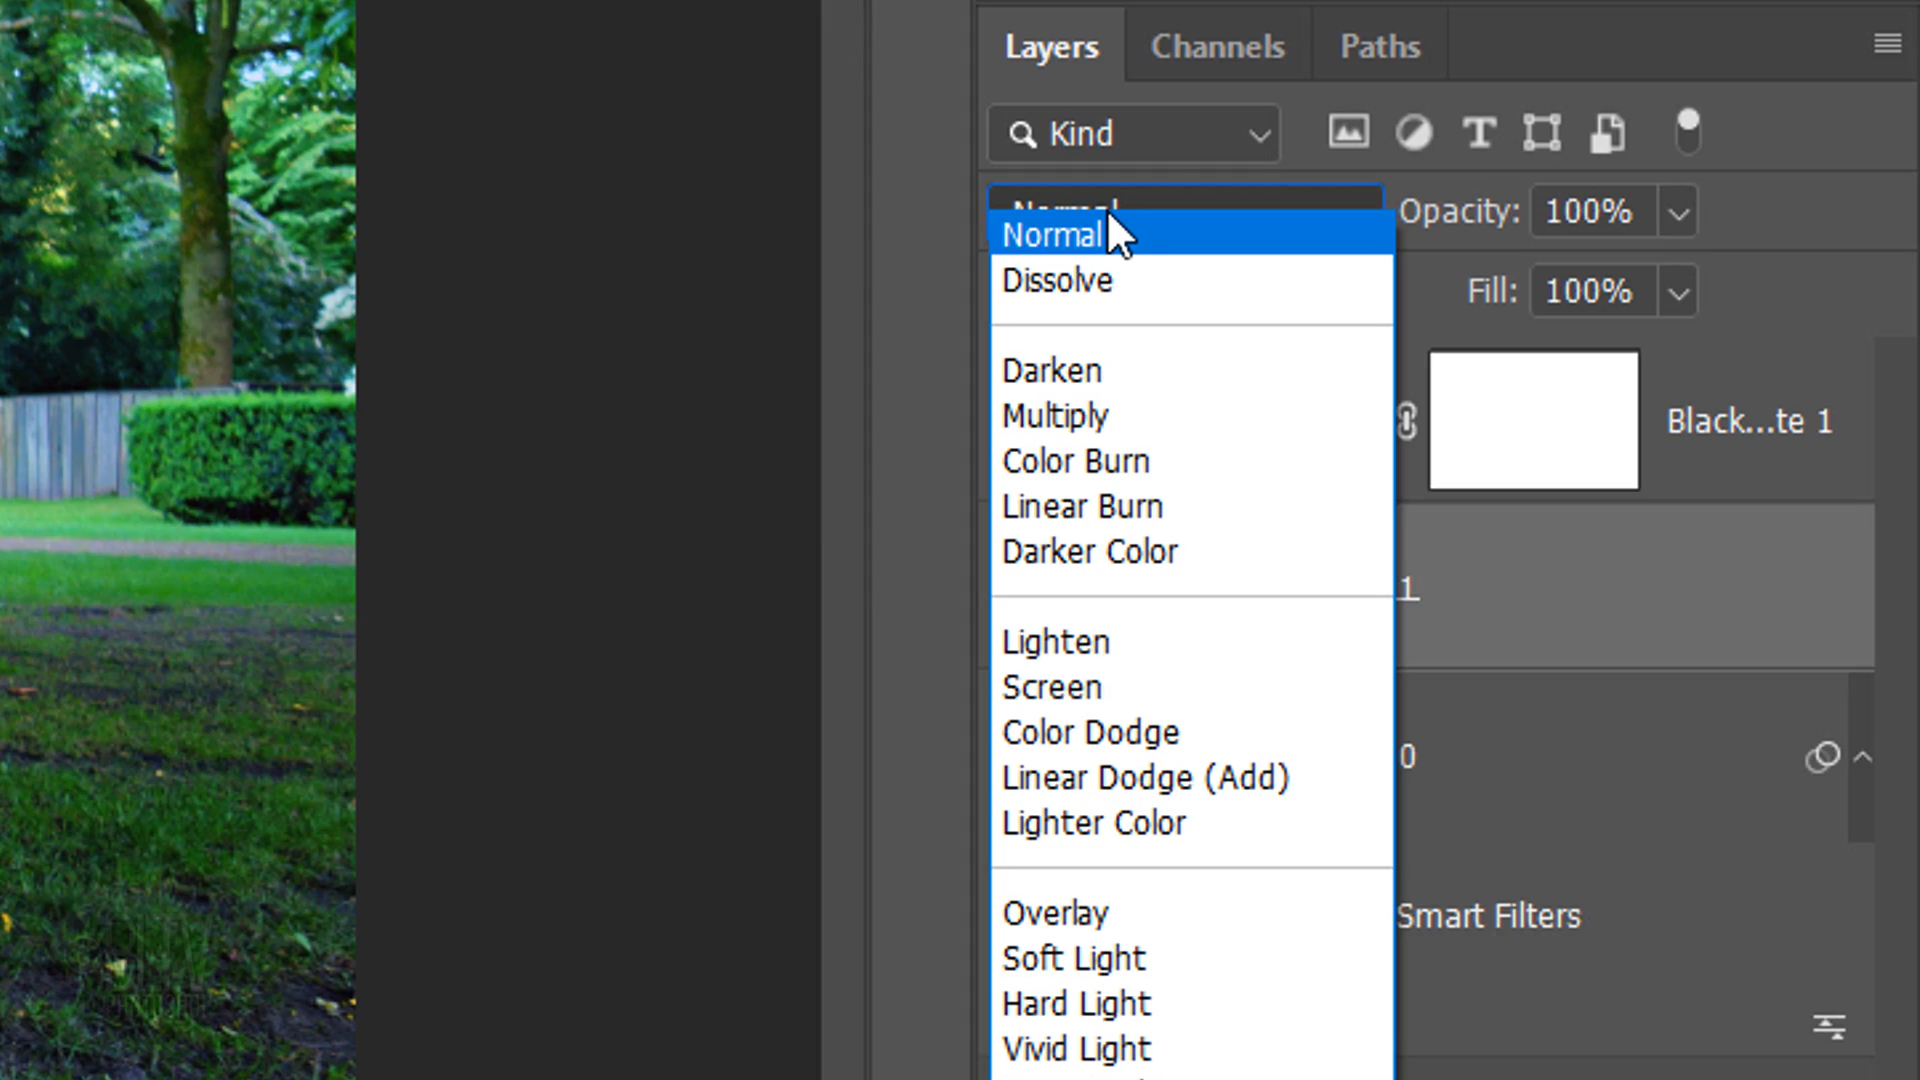 Layers Channels Paths
Kind
Normal Opacity: 100%
Normal
Dissolve
Fill: 100%
Darken
Multiply
Black...te 1
Color Burn
Linear Burn
Darker Color
1
Lighten
Screen
Color Dodge
0
Linear Dodge (Add)
Lighter Color
Overlay
Smart Filters
Soft Light
Hard Light
Vivid Light